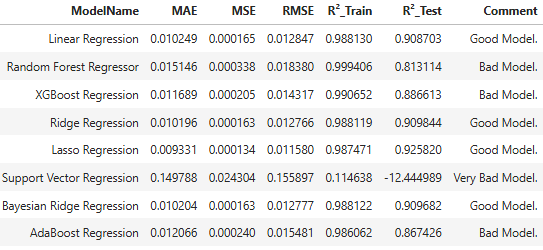 ModelName MAE MSE RMSE R²_Train R²_Test Comment
Linear Regression 0.010249 0.000165 0.012847 0.988130 0.908703 Good Model.
Random Forest Regressor 0.015146 0.000338 0.018380 0.999406 0.813114 Bad Model.
XGBoost Regression 0.011689 0.000205 0.014317 0.990652 0.886613 Bad Model.
Ridge Regression 0.010196 0.000163 0.012766 0.988119 0.909844 Good Model.
Lasso Regression 0.009331 0.000134 0.011580 0.987471 0.925820 Good Model.
Support Vector Regression 0.149788 0.024304 0.155897 0.114638 -12.444989 Very Bad Model.
Bayesian Ridge Regression 0.010204 0.000163 0.012777 0.988122 0.909682 Good Model.
AdaBoost Regression 0.012066 0.000240 0.015481 0.986062 0.867426 Bad Model.